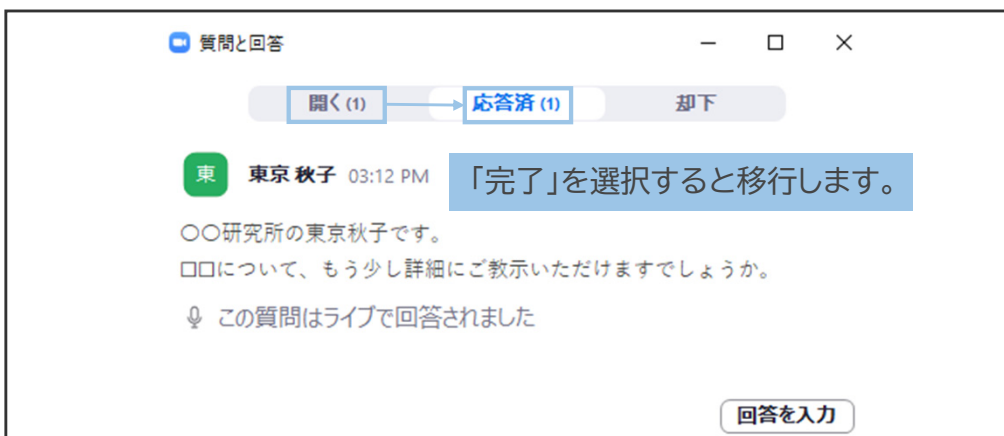 質問と回答
開く(1) 応答済(1) 却下
東 東京 秋子 03:12 PM
「完了」を選択すると移行します。
〇〇研究所の東京秋子です。
□□について、もう少し詳細にご教示いただけますでしょうか。
この質問はライブで回答されました
回答を入力